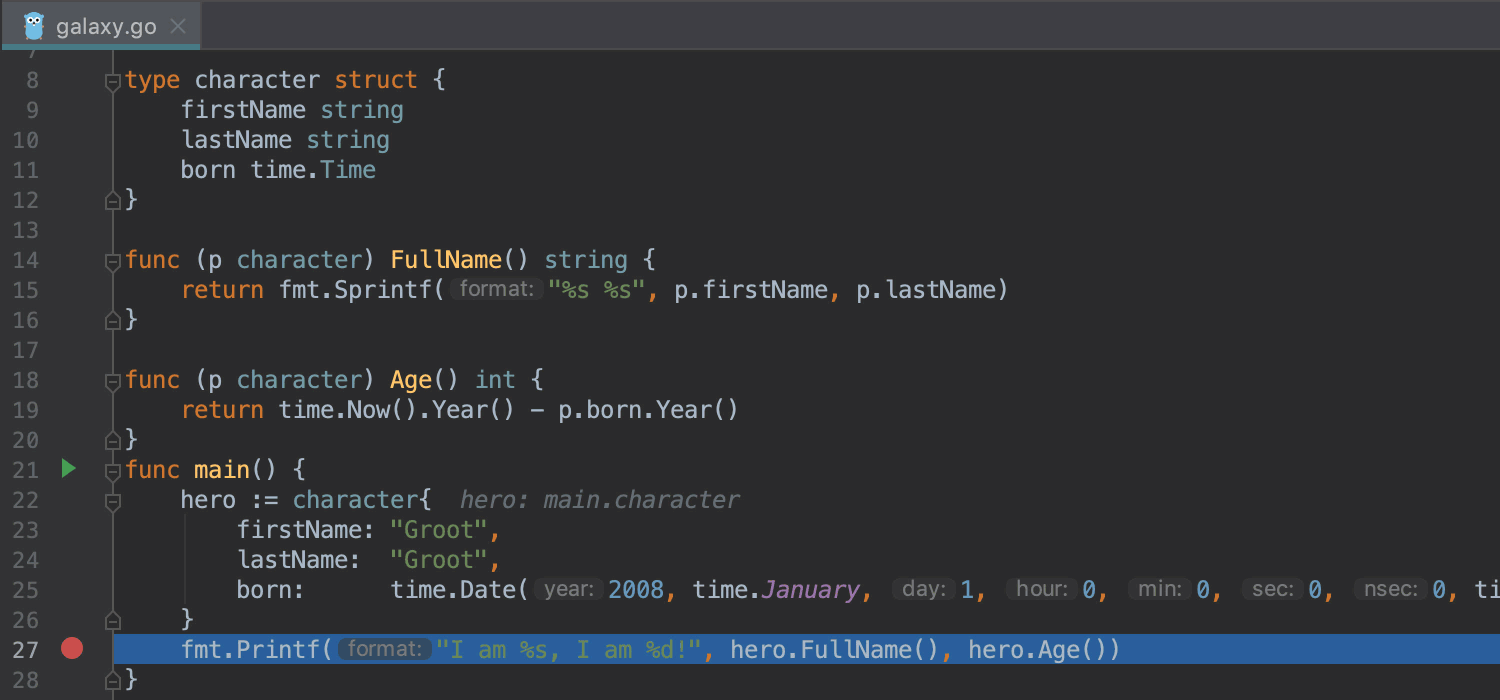 galaxy.go
7
8 type character struct {
9 firstName string
10 lastName string
11 born time.Time
12 }
13
14 func (p character) FullName() string {
15 return fmt.Sprintf( format: "%s %s", p.firstName, p.lastName)
16 }
17
18 func (p character) Age() int {
19 return time.Now().Year() - p.born.Year()
20 }
21 func main() {
22 hero := character{ hero: main.character
23 firstName: "Groot",
24 lastName: "Groot",
25 born: time.Date( year: 2008, time.January, day: 1, hour: 0, min: 0, sec: 0, nsec: 0, ti
26 }
27 fmt.Printf( format: "I am %s, I am %d!", hero.FullName(), hero.Age())
28 }